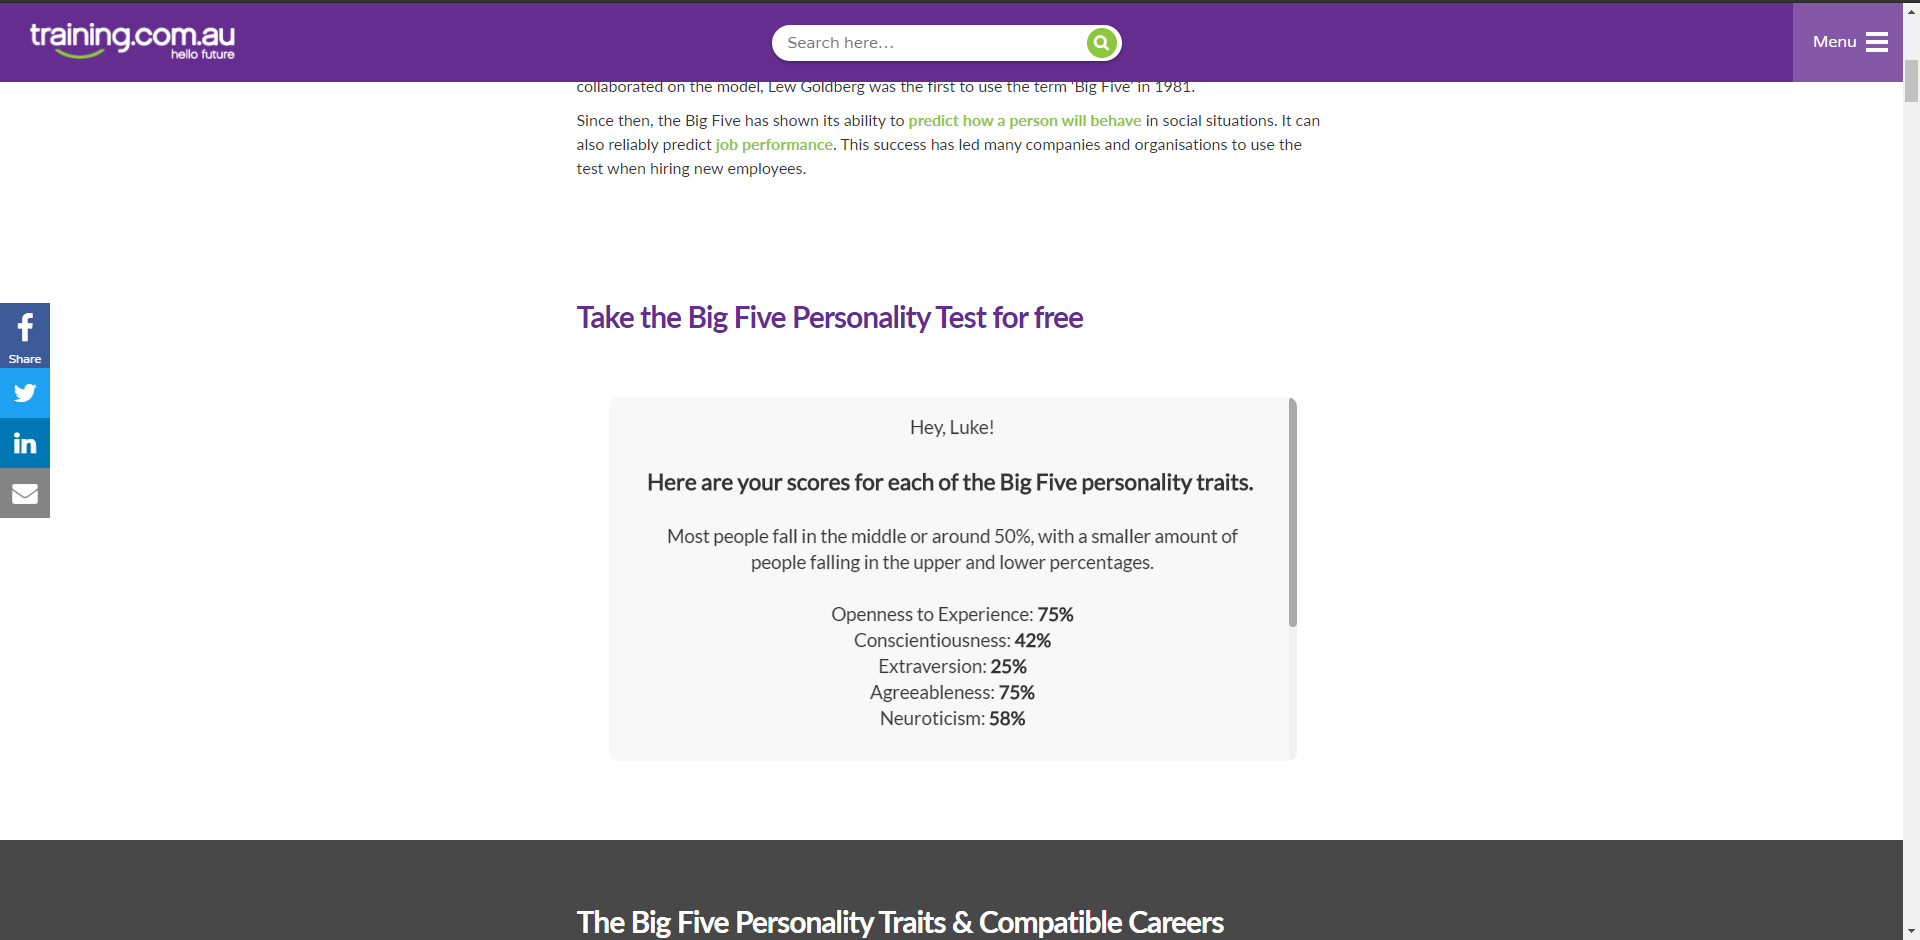 training.com.au
hello future
Search here...
Menu
collaborated on the model, Lew Goldberg was the first to use the term 'Big Five' in 1981.
Since then, the Big Five has shown its ability to predict how a person will behave in social situations. It can
also reliably predict job performance. This success has led many companies and organisations to use the
test when hiring new employees.
Take the Big Five Personality Test for free
Share
Hey, Luke!
Here are your scores for each of the Big Five personality traits.
Most people fall in the middle or around 50%, with a smaller amount of
people falling in the upper and lower percentages.
Openness to Experience: 75%
Conscientiousness: 42%
Extraversion: 25%
Agreeableness: 75%
Neuroticism: 58%
The Big Five Personality Traits & Compatible Careers